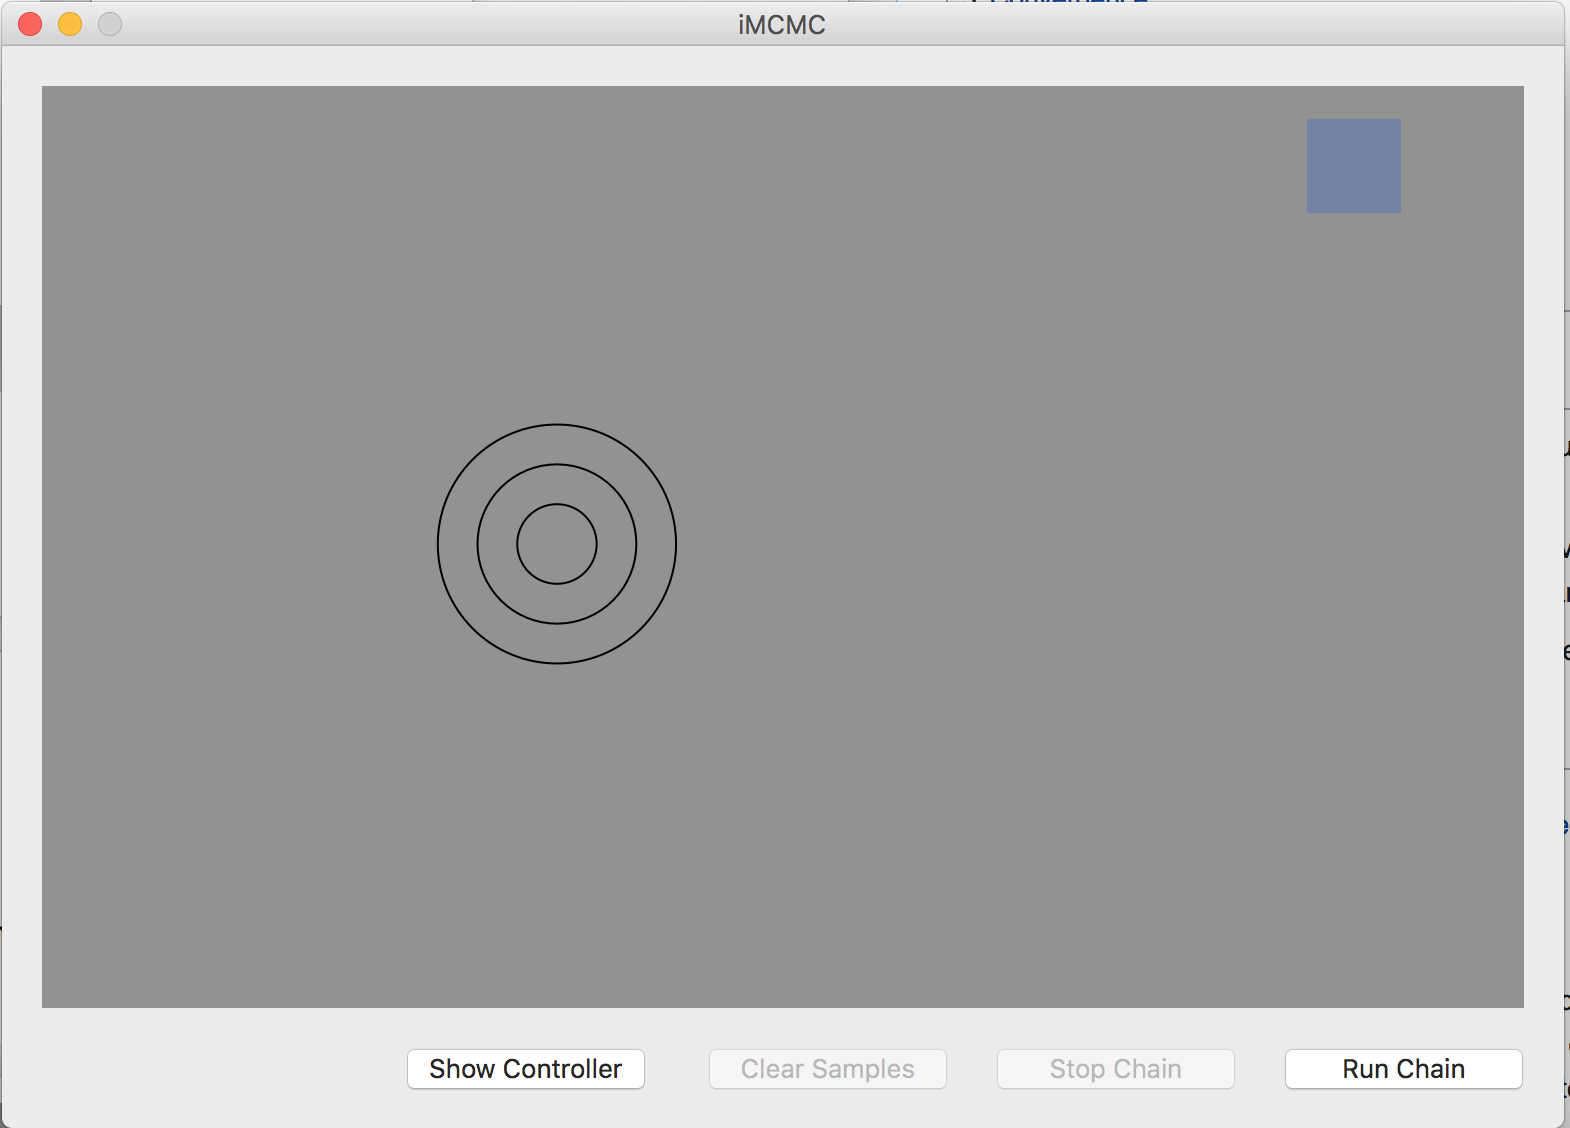 iMCMC
Show Controller
Clear Samples
Stop Chain
Run Chain